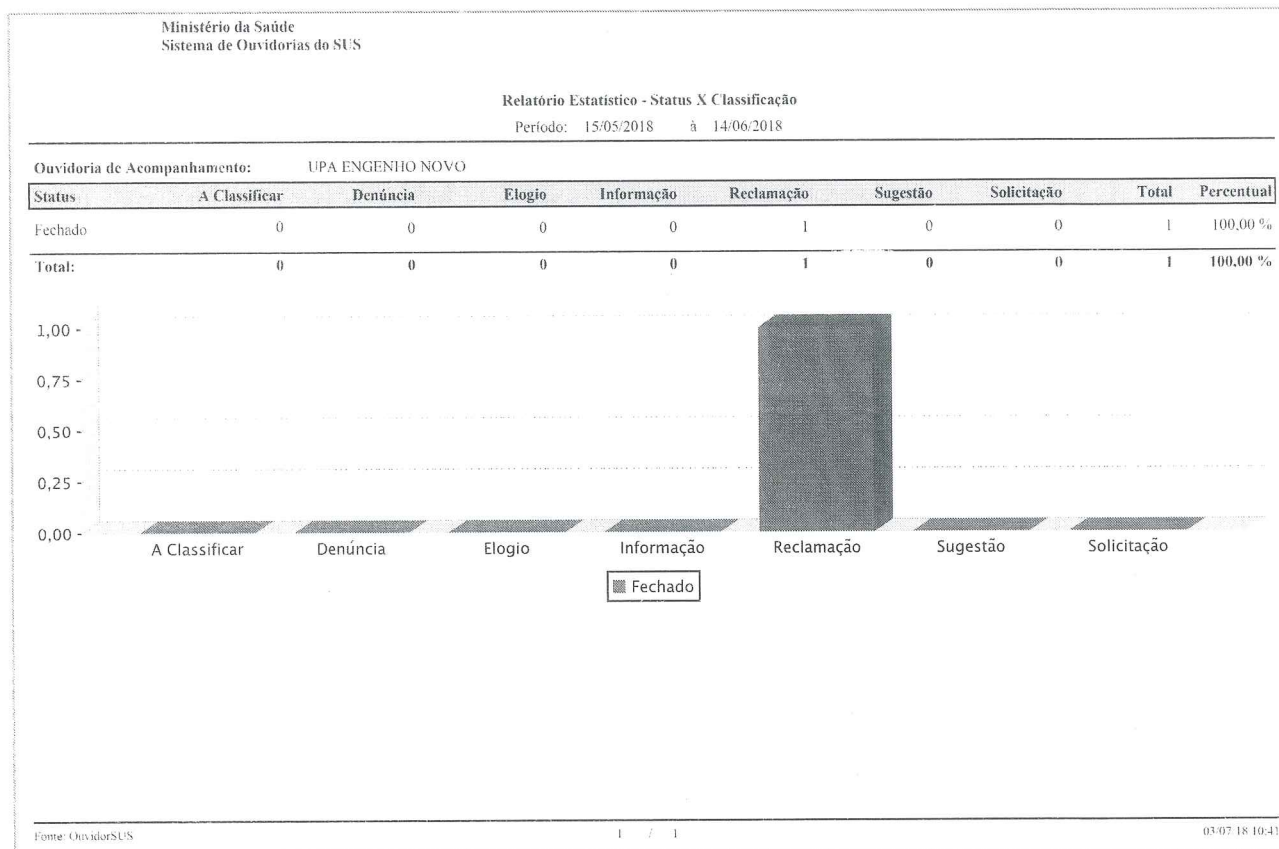 Ministério da Saúde
Sistema de Ouvidorias do SUS
Relatório Estatístico - Status X Classificação
Período: 15/05/2018 à 14/06/2018
Ouvidoria de Acompanhamento: UPA ENGENHO NOVO
Status A Classificar Denúncia Elogio Informação Reclamação Sugestão Solicitação Total Percentual
Fechado 0 0 0 0 1 0 0 1 100,00 %
Total: 0 0 0 0 1 0 0 1 100,00 %
1,00 -
0,75 -
0,50 -
0,25 -
0,00 -
A Classificar Denúncia Elogio Informação Reclamação Sugestão Solicitação
Fechado
Fonte: OuvidorSUS 1 / 1 03/07/18 10:41